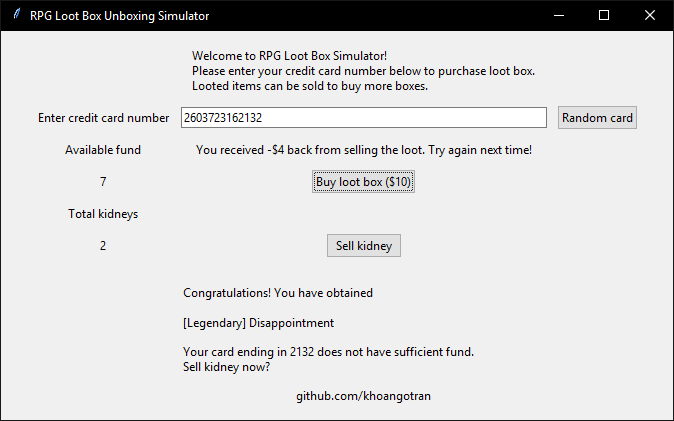 RPG Loot Box Unboxing Simulator
Welcome to RPG Loot Box Simulator!
Please enter your credit card number below to purchase loot box.
Looted items can be sold to buy more boxes.
Enter credit card number
2603723162132
Random card
Available fund
You received -$4 back from selling the loot. Try again next time!
7
Buy loot box ($10)
Total kidneys
2
Sell kidney
Congratulations! You have obtained
[Legendary] Disappointment
Your card ending in 2132 does not have sufficient fund.
Sell kidney now?
github.com/khoangotran